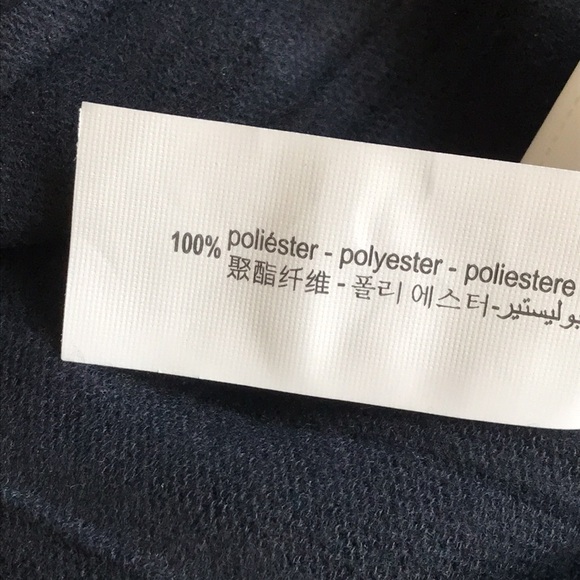 100% poliéster - polyester - poliestere
聚酯纤维 - 폴리 에스터-بوليستير